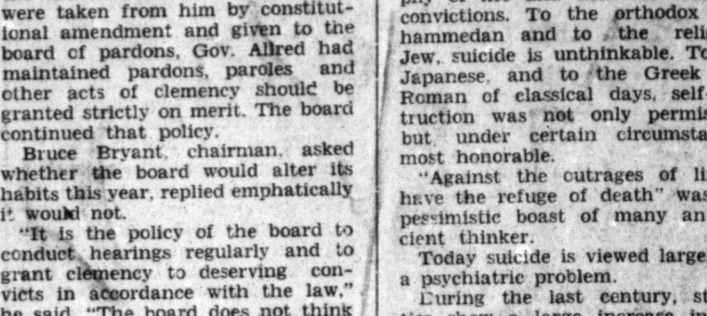 were taken from him by constitut-
ional amendment and given to the
board of pardons, Gov. Allred had
maintained pardons, paroles and
other acts of clemency should be
granted strictly on merit. The board
continued that policy.
Bruce Bryant, chairman, asked
whether the board would alter its
habits this year, replied emphatically
it would not.
"It is the policy of the board to
conduct hearings regularly and to
grant clemency to deserving con-
victs in accordance with the law,"
he said. "The board does not think
convictions. To the orthodox
hammedan and to the reli
Jew, suicide is unthinkable. To
Japanese, and to the Greek
Roman of classical days, self-
truction was not only permis
but under certain circumsta
most honorable.
"Against the outrages of li
have the refuge of death" was
pessimistic boast of many an
cient thinker.
Today suicide is viewed large
a psychiatric problem.
During the last century, st